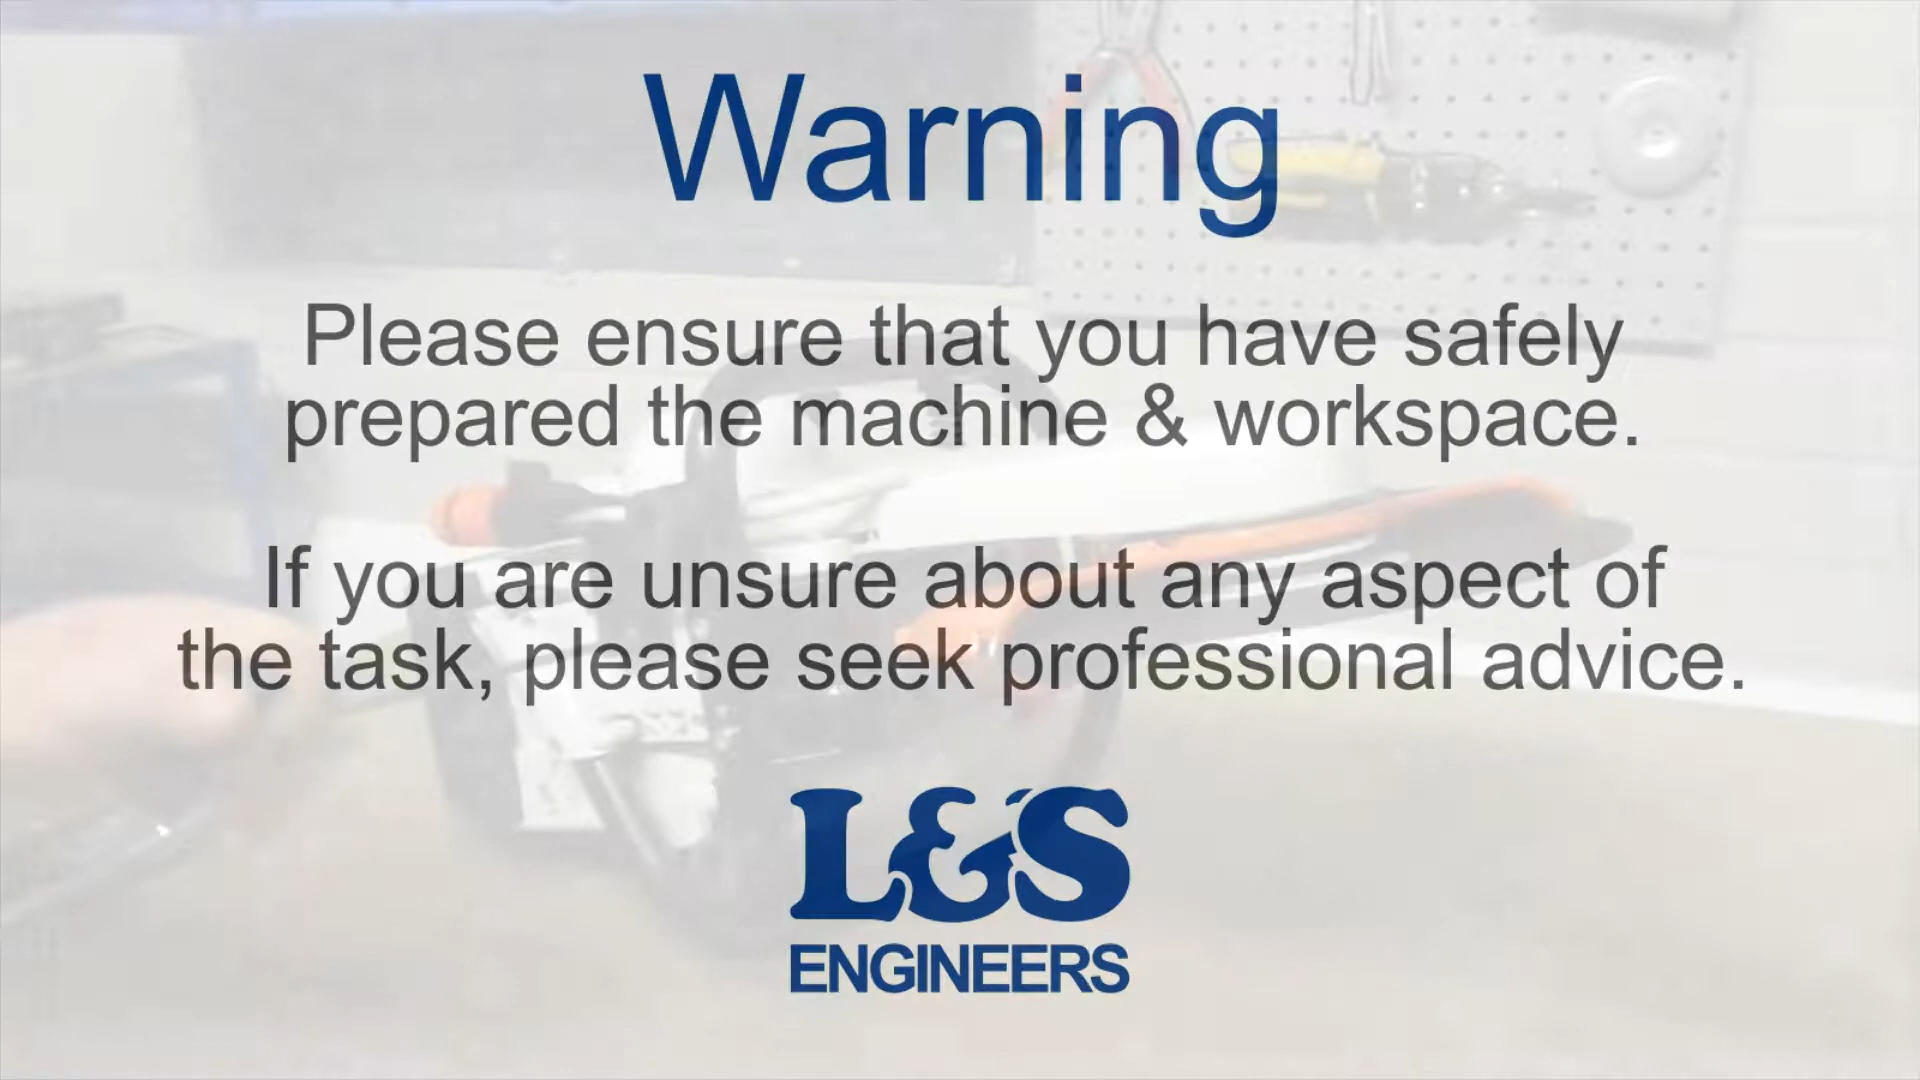 Warning
Please ensure that you have safely
prepared the machine & workspace.
If you are unsure about any aspect of
the task, please seek professional advice.
L&S
ENGINEERS